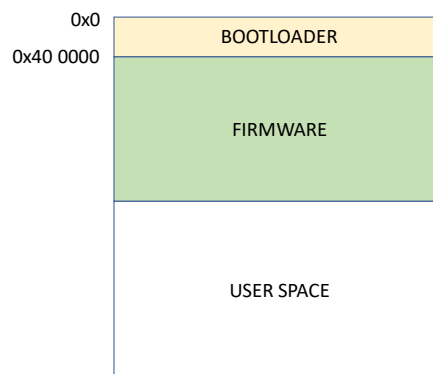 0x0
BOOTLOADER
0x40 0000
FIRMWARE
USER SPACE